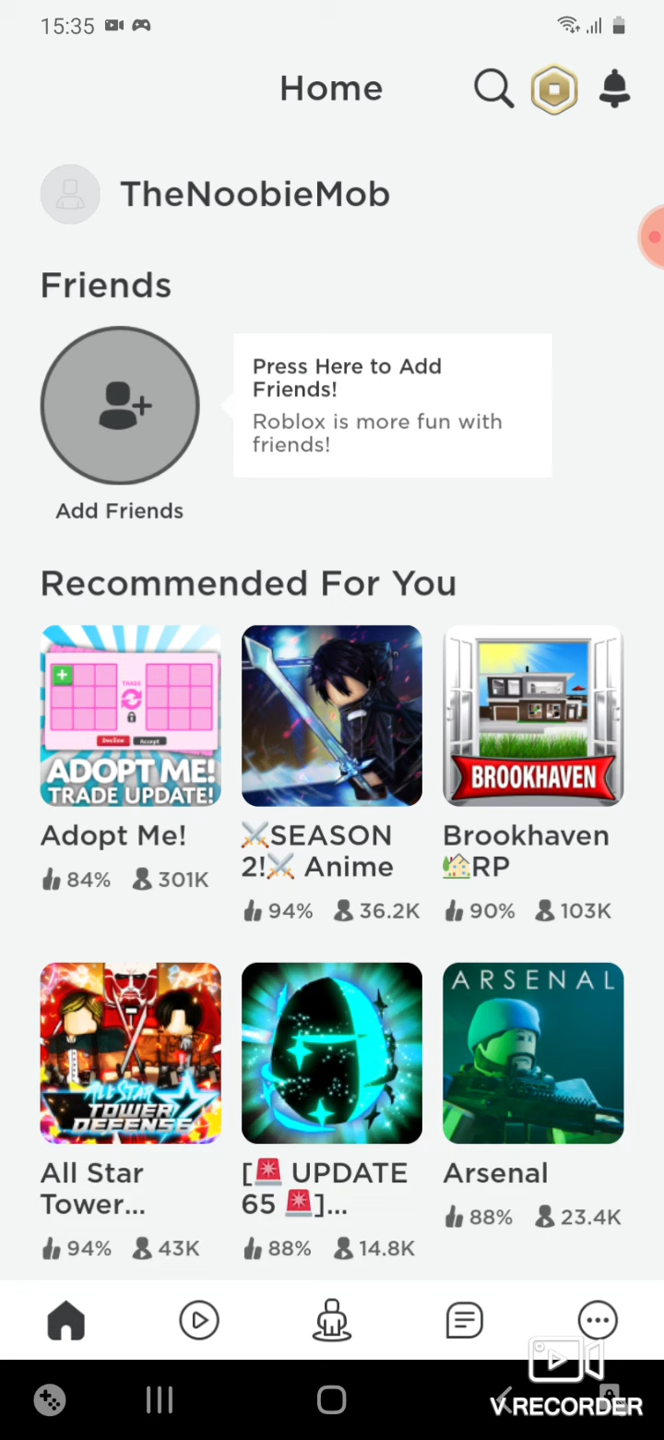 15:35
Home
TheNoobieMob
Friends
Press Here to Add
Friends!
Roblox is more fun with
friends!
Add Friends
Recommended For You
TRADE
Decline Accept
ADOPT ME!
TRADE UPDATE!
BROOKHAVEN
Adopt Me!
84% 301K
⚔️SEASON
2!⚔️ Anime
94% 36.2K
Brookhaven
🏡RP
90% 103K
ALL STAR
TOWER
DEFENSE
ARSENAL
All Star
Tower...
94% 43K
[🚨 UPDATE
65 🚨]...
88% 14.8K
Arsenal
88% 23.4K
V.RECORDER